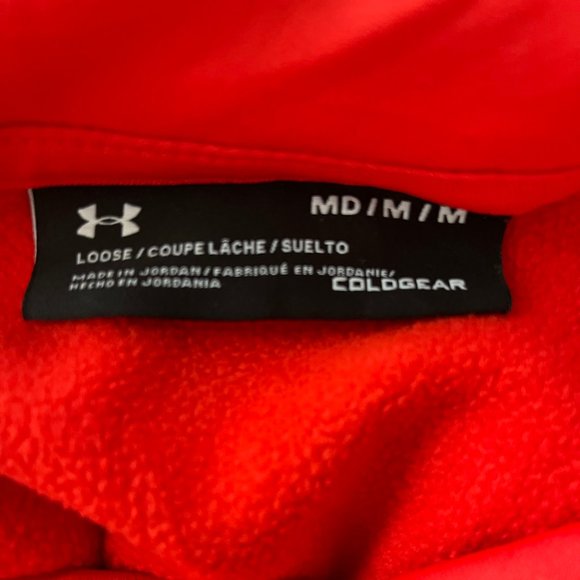 MD / M / M
LOOSE / COUPE LÂCHE / SUELTO
MADE IN JORDAN / FABRIQUÉ EN JORDANIE/
HECHO EN JORDANIA
COLDGEAR